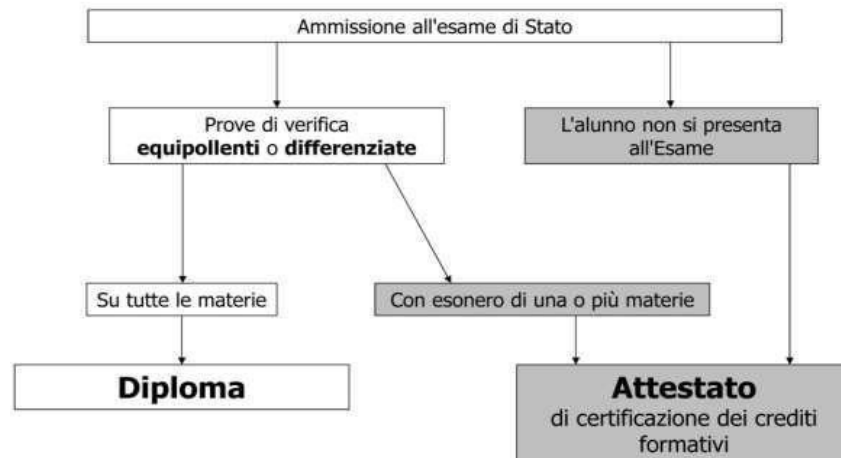 Ammissione all'esame di Stato
Prove di verifica
equipollenti o differenziate
L'alunno non si presenta
all'Esame
Su tutte le materie
Con esonero di una o più materie
Diploma
Attestato
di certificazione dei crediti
formativi